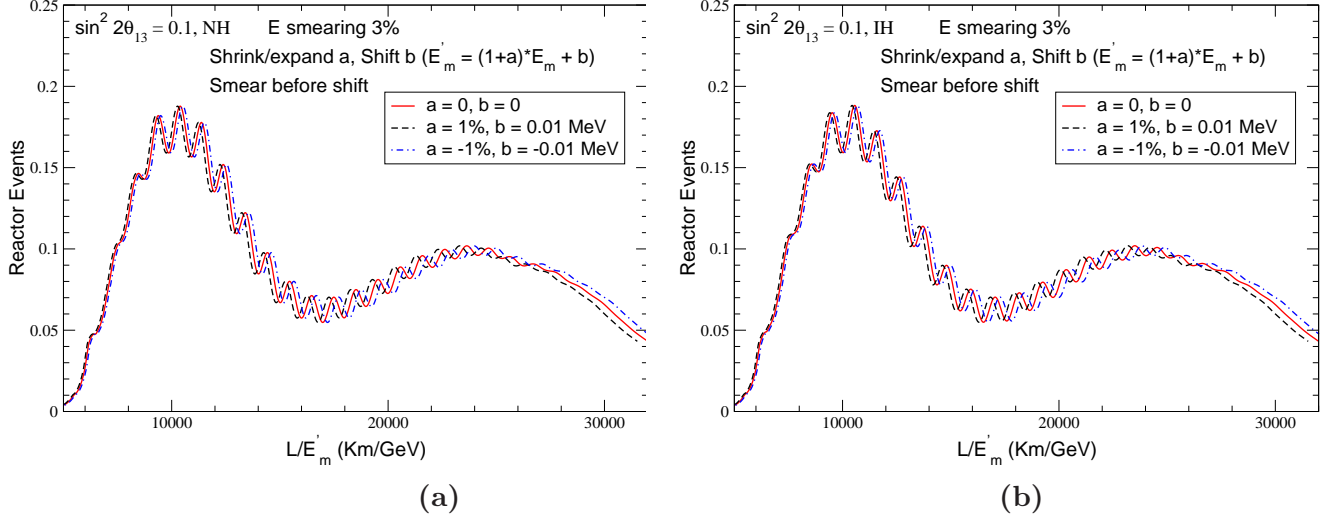 sin² 2θ₁₃ = 0.1, NH E smearing 3%
Shrink/expand a, Shift b (E'ₘ = (1+a)*Eₘ + b)
Smear before shift
a = 0, b = 0
a = 1%, b = 0.01 MeV
a = -1%, b = -0.01 MeV
Reactor Events
0.25
0.2
0.15
0.1
0.05
0
10000 20000 30000
L/E'ₘ (Km/GeV)
(a)
sin² 2θ₁₃ = 0.1, IH E smearing 3%
Shrink/expand a, Shift b (E'ₘ = (1+a)*Eₘ + b)
Smear before shift
a = 0, b = 0
a = 1%, b = 0.01 MeV
a = -1%, b = -0.01 MeV
Reactor Events
0.25
0.2
0.15
0.1
0.05
0
10000 20000 30000
L/E'ₘ (Km/GeV)
(b)